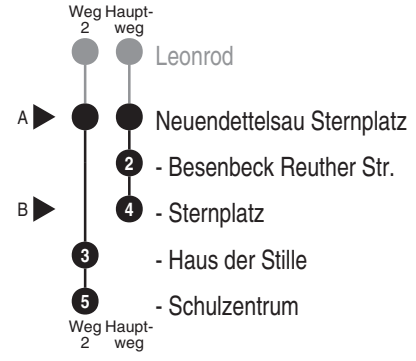 Weg Haupt-
2 weg
Leonrod
A Neuendettelsau Sternplatz
2 - Besenbeck Reuther Str.
B 4 - Sternplatz
3 - Haus der Stille
5 - Schulzentrum
Weg Haupt-
2 weg